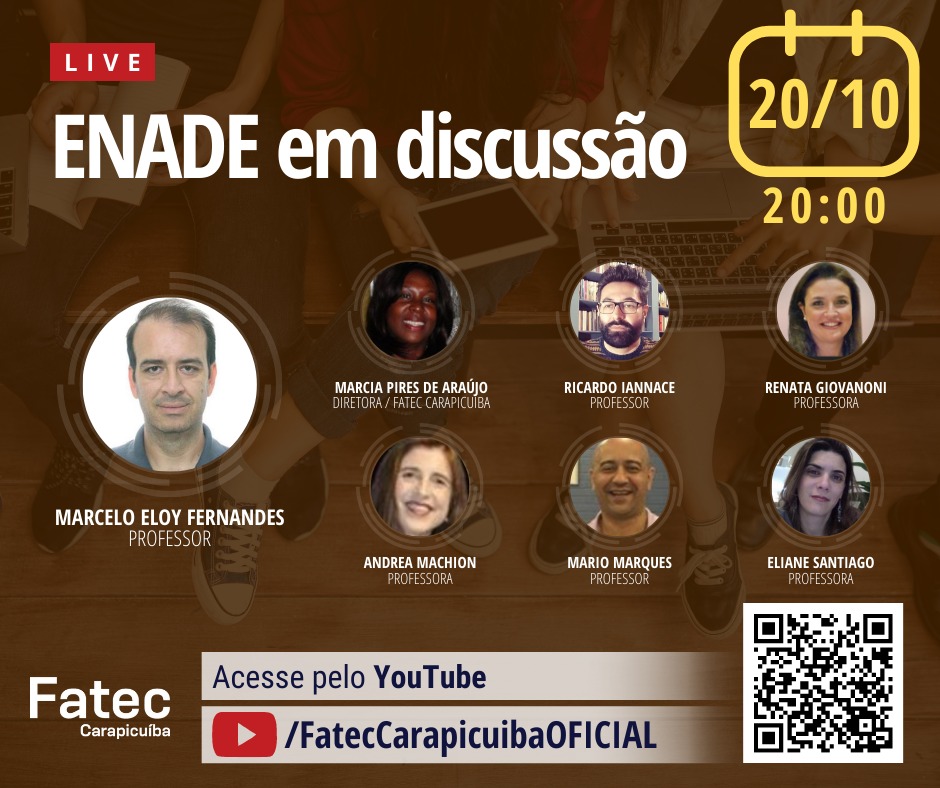 LIVE
ENADE em discussão
20/10
20:00
MARCELO ELOY FERNANDES
PROFESSOR
MARCIA PIRES DE ARAÚJO
DIRETORA / FATEC CARAPICUÍBA
RICARDO IANNACE
PROFESSOR
RENATA GIOVANONI
PROFESSORA
ANDREA MACHION
PROFESSORA
MARIO MARQUES
PROFESSOR
ELIANE SANTIAGO
PROFESSORA
Fatec
Carapicuíba
Acesse pelo YouTube
/FatecCarapicuibaOFICIAL